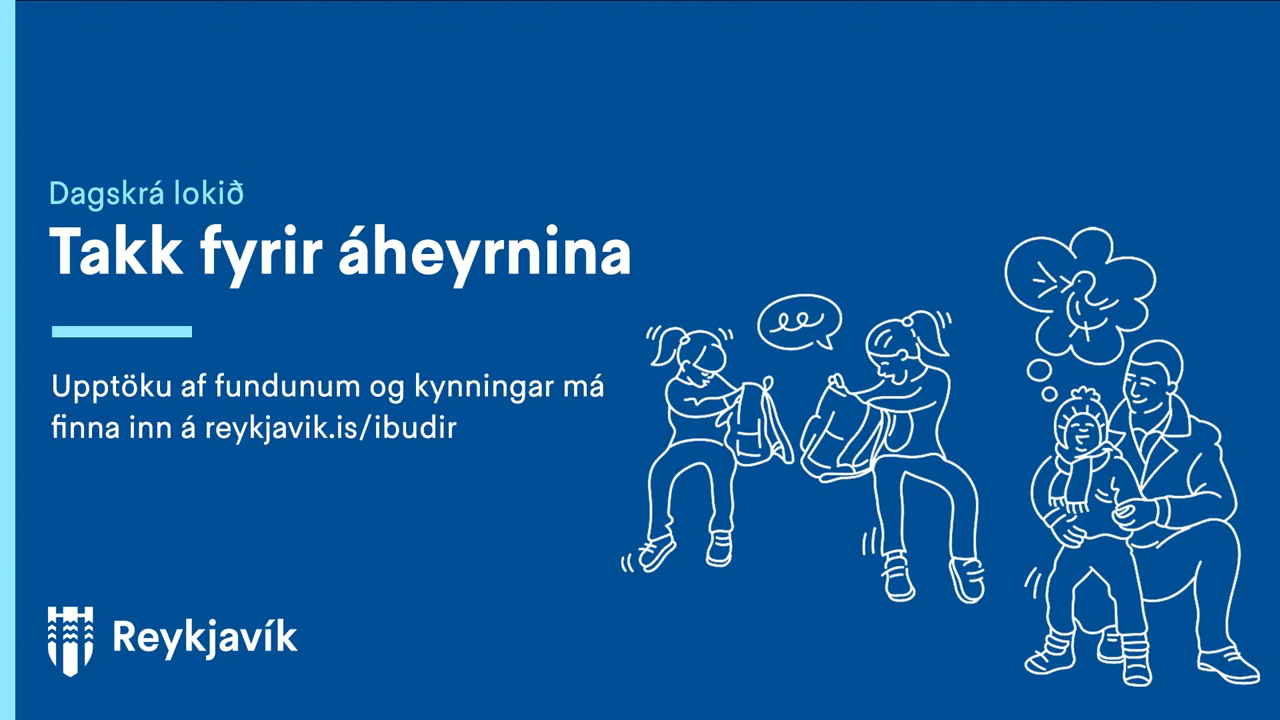 Dagskrá lokið
Takk fyrir áheyrnina
Upptöku af fundunum og kynningar má
finna inn á reykjavik.is/ibudir
Reykjavík